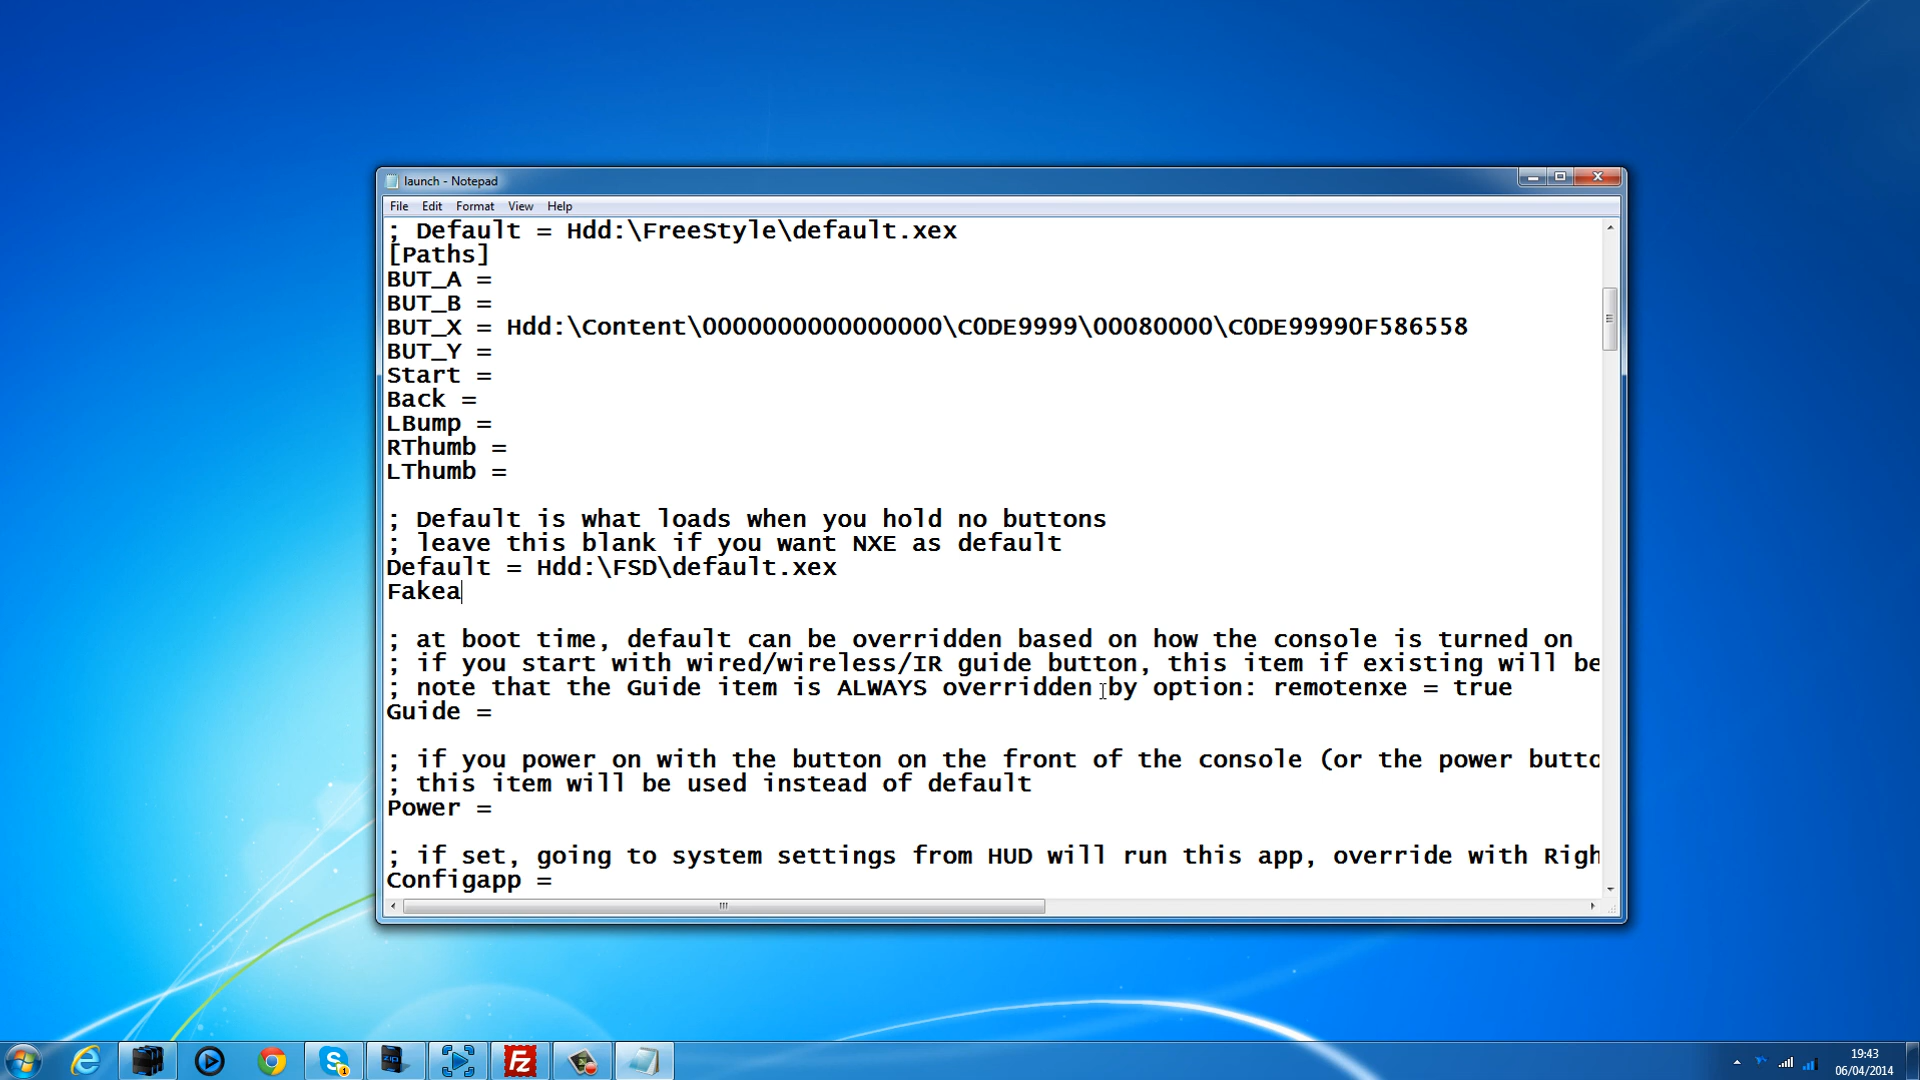 launch - Notepad
File Edit Format View Help
; Default = Hdd:\FreeStyle\default.xex
[Paths]
BUT_A =
BUT_B =
BUT_X = Hdd:\Content\0000000000000000\C0DE9999\00080000\C0DE99990F586558
BUT_Y =
Start =
Back =
LBump =
RThumb =
LThumb =
; Default is what loads when you hold no buttons
; leave this blank if you want NXE as default
Default = Hdd:\FSD\default.xex
Fakea
; at boot time, default can be overridden based on how the console is turned on
; if you start with wired/wireless/IR guide button, this item if existing will be
; note that the Guide item is ALWAYS overridden by option: remotenxe = true
Guide =
; if you power on with the button on the front of the console (or the power butto
; this item will be used instead of default
Power =
; if set, going to system settings from HUD will run this app, override with Righ
Configapp =
ZIP
S
1
Fz
19:43
06/04/2014